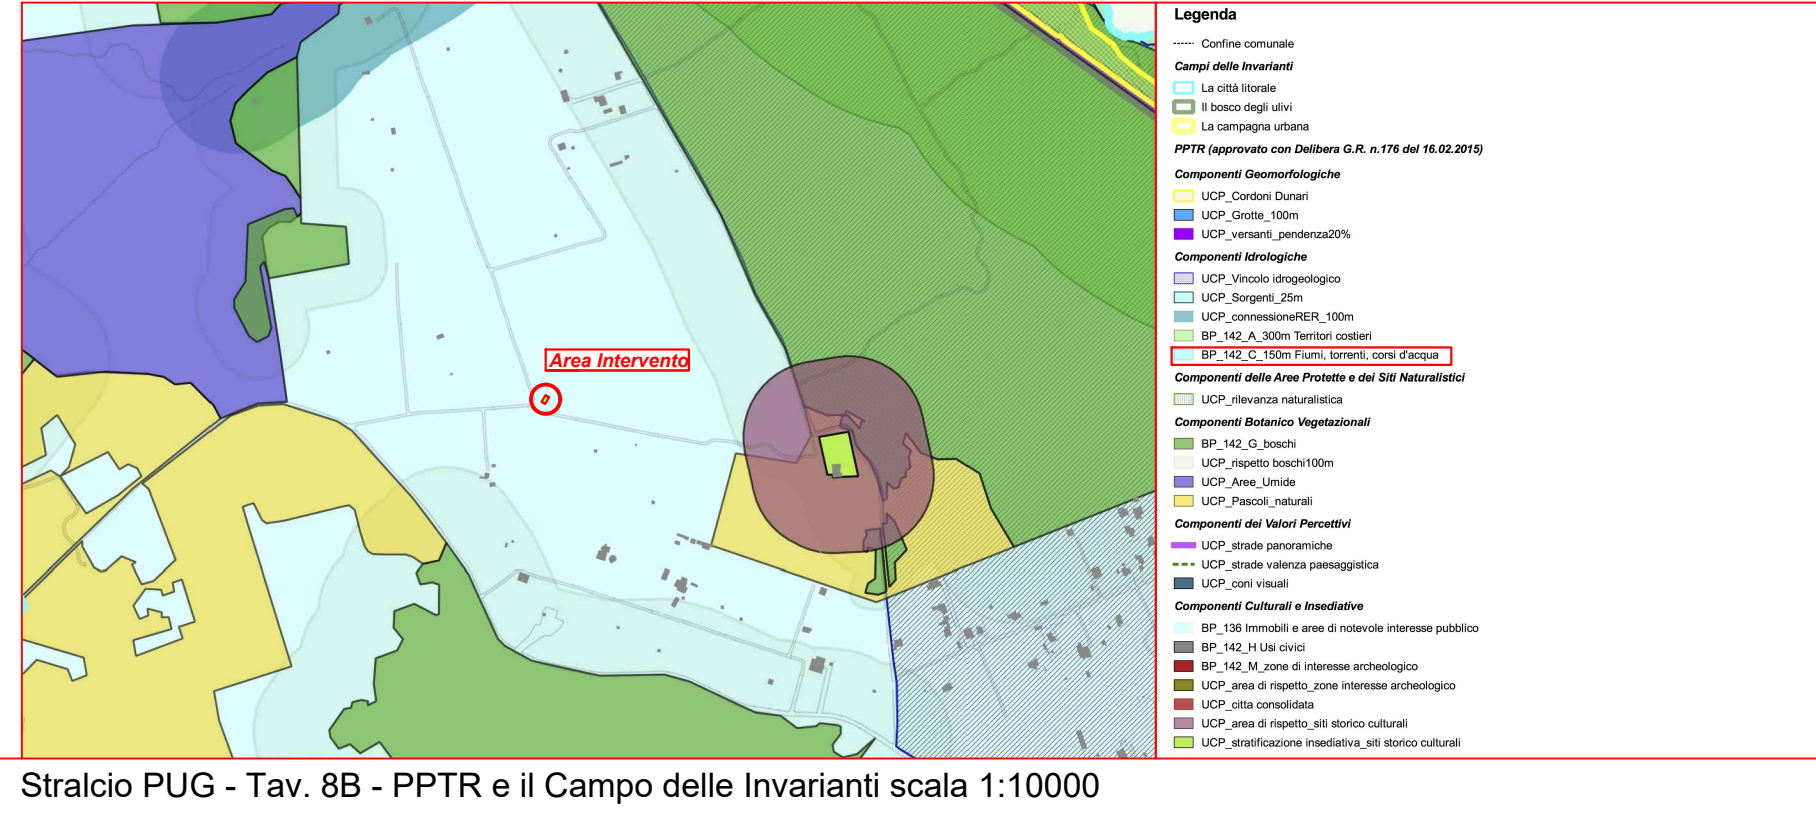 Area Intervento
Legenda
Confine comunale
Campi delle Invarianti
La città litorale
Il bosco degli ulivi
La campagna urbana
PPTR (approvato con Delibera G.R. n.176 del 16.02.2015)
Componenti Geomorfologiche
UCP_Cordoni Dunari
UCP_Grotte_100m
UCP_versanti_pendenza20%
Componenti Idrologiche
UCP_Vincolo idrogeologico
UCP_Sorgenti_25m
UCP_connessioneRER_100m
BP_142_A_300m Territori costieri
BP_142_C_150m Fiumi, torrenti, corsi d'acqua
Componenti delle Aree Protette e dei Siti Naturalistici
UCP_rilevanza naturalistica
Componenti Botanico Vegetazionali
BP_142_G_boschi
UCP_rispetto boschi100m
UCP_Aree_Umide
UCP_Pascoli_naturali
Componenti dei Valori Percettivi
UCP_strade panoramiche
UCP_strade valenza paesaggistica
UCP_coni visuali
Componenti Culturali e Insediative
BP_136 Immobili e aree di notevole interesse pubblico
BP_142_H Usi civici
BP_142_M_zone di interesse archeologico
UCP_area di rispetto_zone interesse archeologico
UCP_citta consolidata
UCP_area di rispetto_siti storico culturali
UCP_stratificazione insediativa_siti storico culturali
Stralcio PUG - Tav. 8B - PPTR e il Campo delle Invarianti scala 1:10000